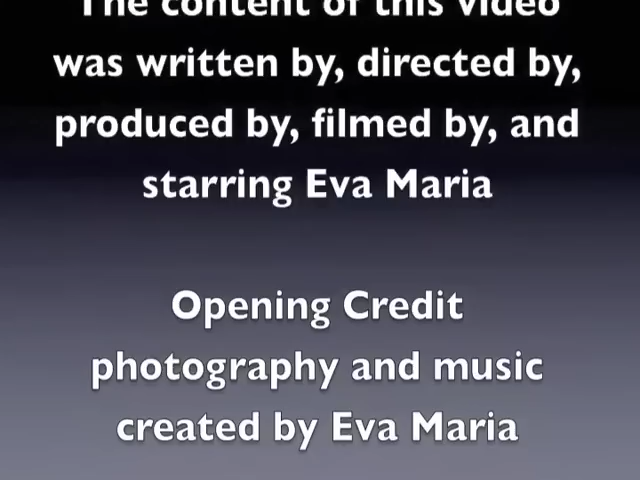 The content of this video
was written by, directed by,
produced by, filmed by, and
starring Eva Maria
Opening Credit
photography and music
created by Eva Maria